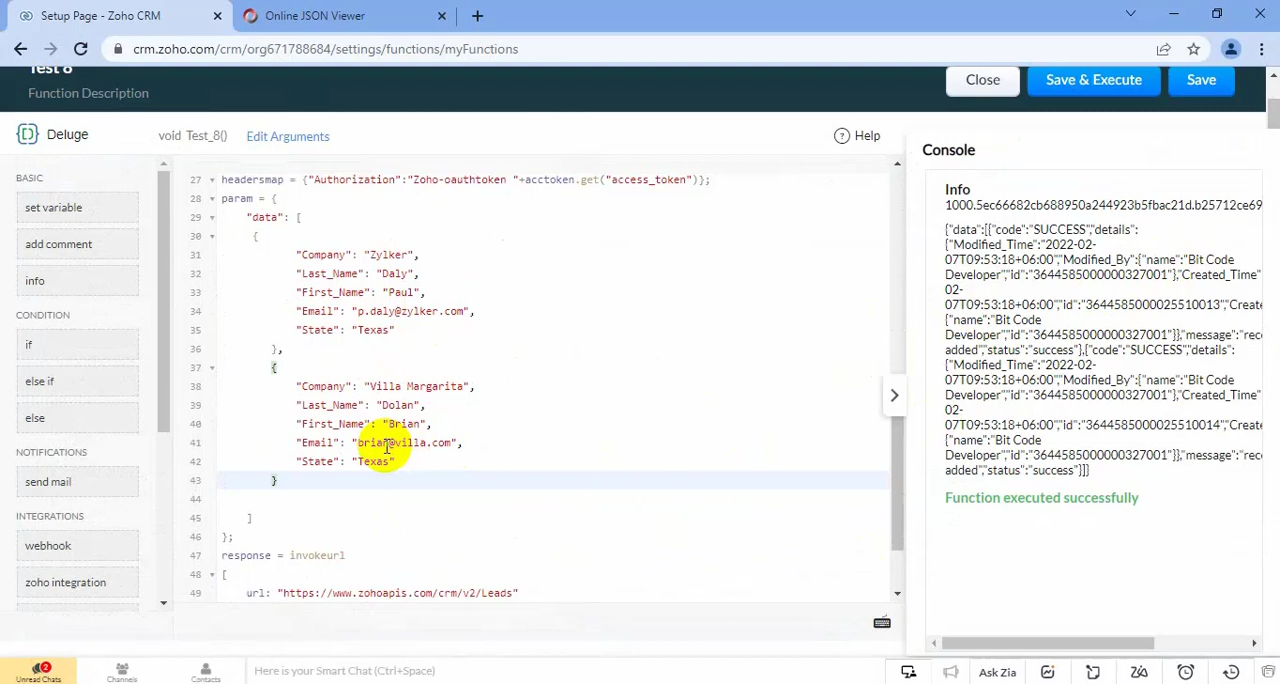 Setup Page - Zoho CRM
Online JSON Viewer
crm.zoho.com/crm/org671788684/settings/functions/myFunctions
Test 8
Function Description
Close
Save & Execute
Save
Deluge
void Test_8()
Edit Arguments
Help
BASIC
set variable
add comment
info
CONDITION
if
else if
else
NOTIFICATIONS
send mail
INTEGRATIONS
webhook
zoho integration
27 headersmap = {"Authorization":"Zoho-oauthtoken "+acctoken.get("access_token")};
28 param = {
29 "data": [
30 {
31 "Company": "Zylker",
32 "Last_Name": "Daly",
33 "First_Name": "Paul",
34 "Email": "p.daly@zylker.com",
35 "State": "Texas"
36 },
37 {
38 "Company": "Villa Margarita",
39 "Last_Name": "Dolan",
40 "First_Name": "Brian",
41 "Email": "brian@villa.com",
42 "State": "Texas"
43 }
44
45 ]
46 };
47 response = invokeurl
48 [
49 url: "https://www.zohoapis.com/crm/v2/Leads"
Console
Info
1000.5ec66682cb688950a244923b5fbac21d.b25712ce69
{"data":[{"code":"SUCCESS","details":
{"Modified_Time":"2022-02-
07T09:53:18+06:00","Modified_By":{"name":"Bit Code
Developer","id":"3644585000000327001"},"Created_Time"
02-
07T09:53:18+06:00","id":"3644585000025510013","Create
{"name":"Bit Code
Developer","id":"3644585000000327001"}},"message":"rec
added","status":"success"},{"code":"SUCCESS","details":
{"Modified_Time":"2022-02-
07T09:53:18+06:00","Modified_By":{"name":"Bit Code
Developer","id":"3644585000000327001"},"Created_Time"
02-
07T09:53:18+06:00","id":"3644585000025510014","Create
{"name":"Bit Code
Developer","id":"3644585000000327001"}},"message":"rec
added","status":"success"}]}
Function executed successfully
2
Unread Chats
Channels
Contacts
Here is your Smart Chat (Ctrl+Space)
Ask Zia